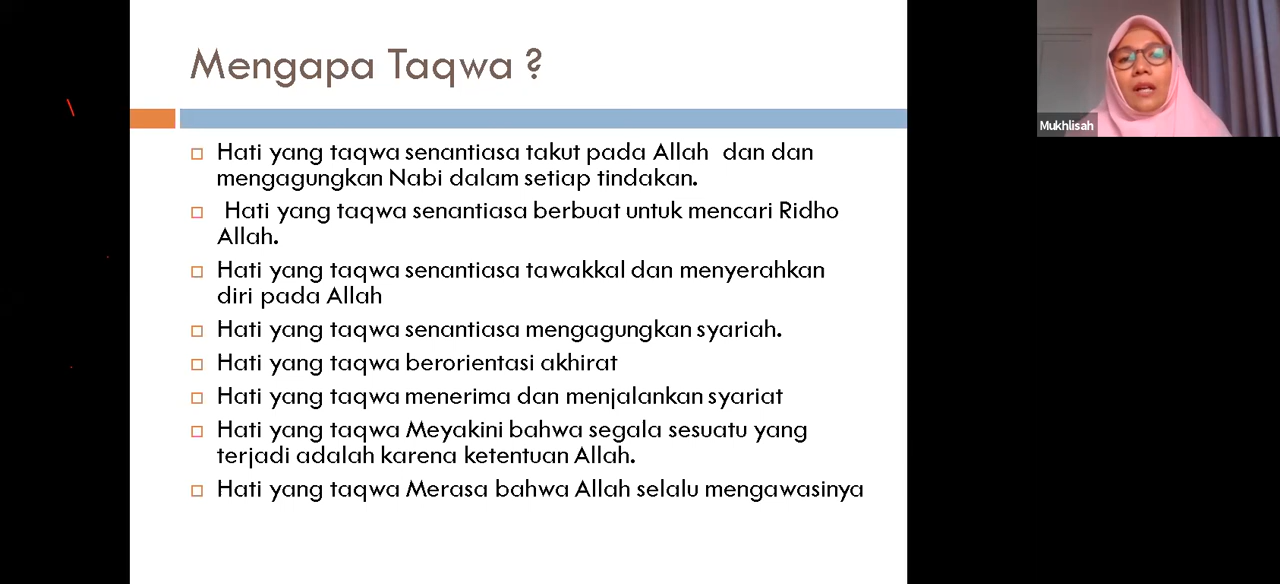 Mengapa Taqwa ?
Hati yang taqwa senantiasa takut pada Allah dan dan
mengagungkan Nabi dalam setiap tindakan.
Hati yang taqwa senantiasa berbuat untuk mencari Ridho
Allah.
Hati yang taqwa senantiasa tawakkal dan menyerahkan
diri pada Allah
Hati yang taqwa senantiasa mengagungkan syariah.
Hati yang taqwa berorientasi akhirat
Hati yang taqwa menerima dan menjalankan syariat
Hati yang taqwa Meyakini bahwa segala sesuatu yang
terjadi adalah karena ketentuan Allah.
Hati yang taqwa Merasa bahwa Allah selalu mengawasinya
Mukhlisah